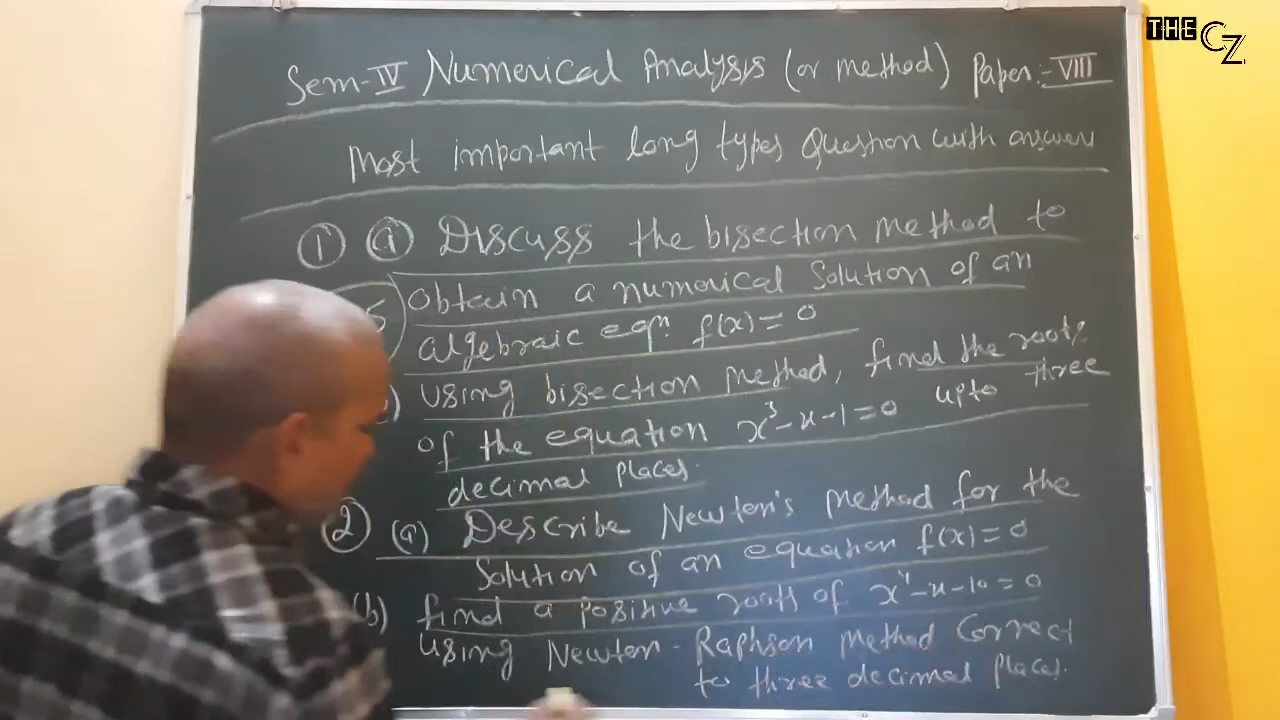 THE CZ
Sem-IV Numerical Analysis (or method) Paper:-VIII
Most important long types Question with answer
① ⓐ Discuss the bisection method to
obtain a numerical solution of an
algebraic eqn. f(x) = 0
) using bisection method, find the roots
of the equation x³-x-1=0 upto three
decimal places.
② (a) Describe Newton's method for the
Solution of an equation f(x)=0
(b) find a positive roots of x⁴-x-10=0
using Newton-Raphson method Correct
to three decimal places.